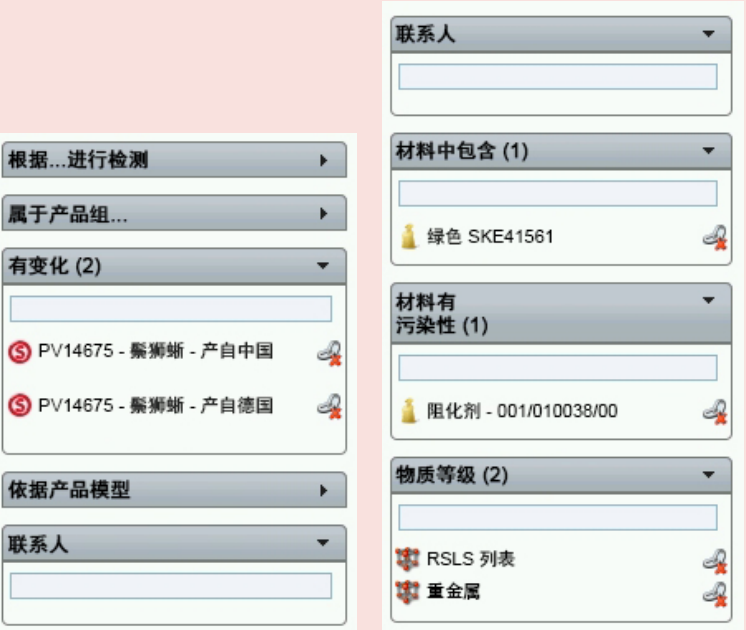 根据...进行检测
属于产品组...
有变化 (2)
PV14675 - 鬃狮蜥 - 产自中国
PV14675 - 鬃狮蜥 - 产自德国
依据产品模型
联系人
联系人
材料中包含 (1)
绿色 SKE41561
材料有
污染性 (1)
阻化剂 - 001/010038/00
物质等级 (2)
RSLS 列表
重金属